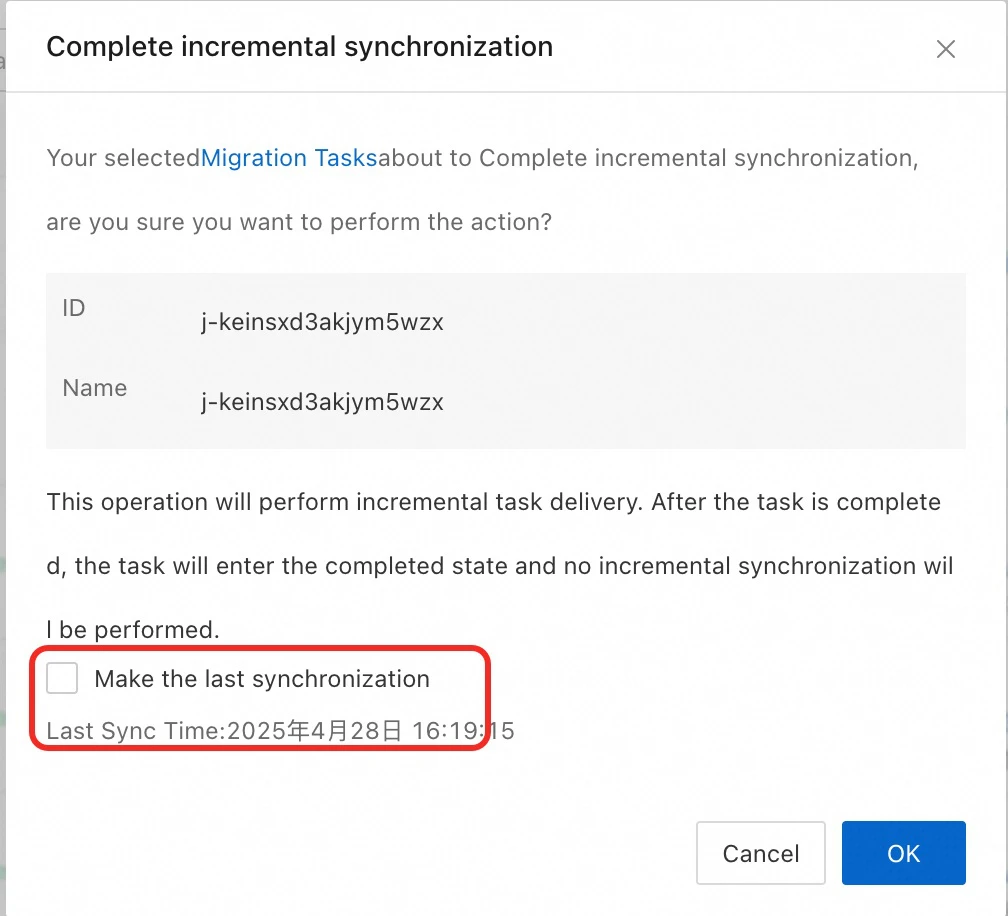 Complete incremental synchronization
Your selectedMigration Tasksabout to Complete incremental synchronization,
are you sure you want to perform the action?
ID
j-keinsxd3akjym5wzx
Name
j-keinsxd3akjym5wzx
This operation will perform incremental task delivery. After the task is complete
d, the task will enter the completed state and no incremental synchronization wil
l be performed.
Make the last synchronization
Last Sync Time:2025年4月28日 16:19:15
Cancel
OK